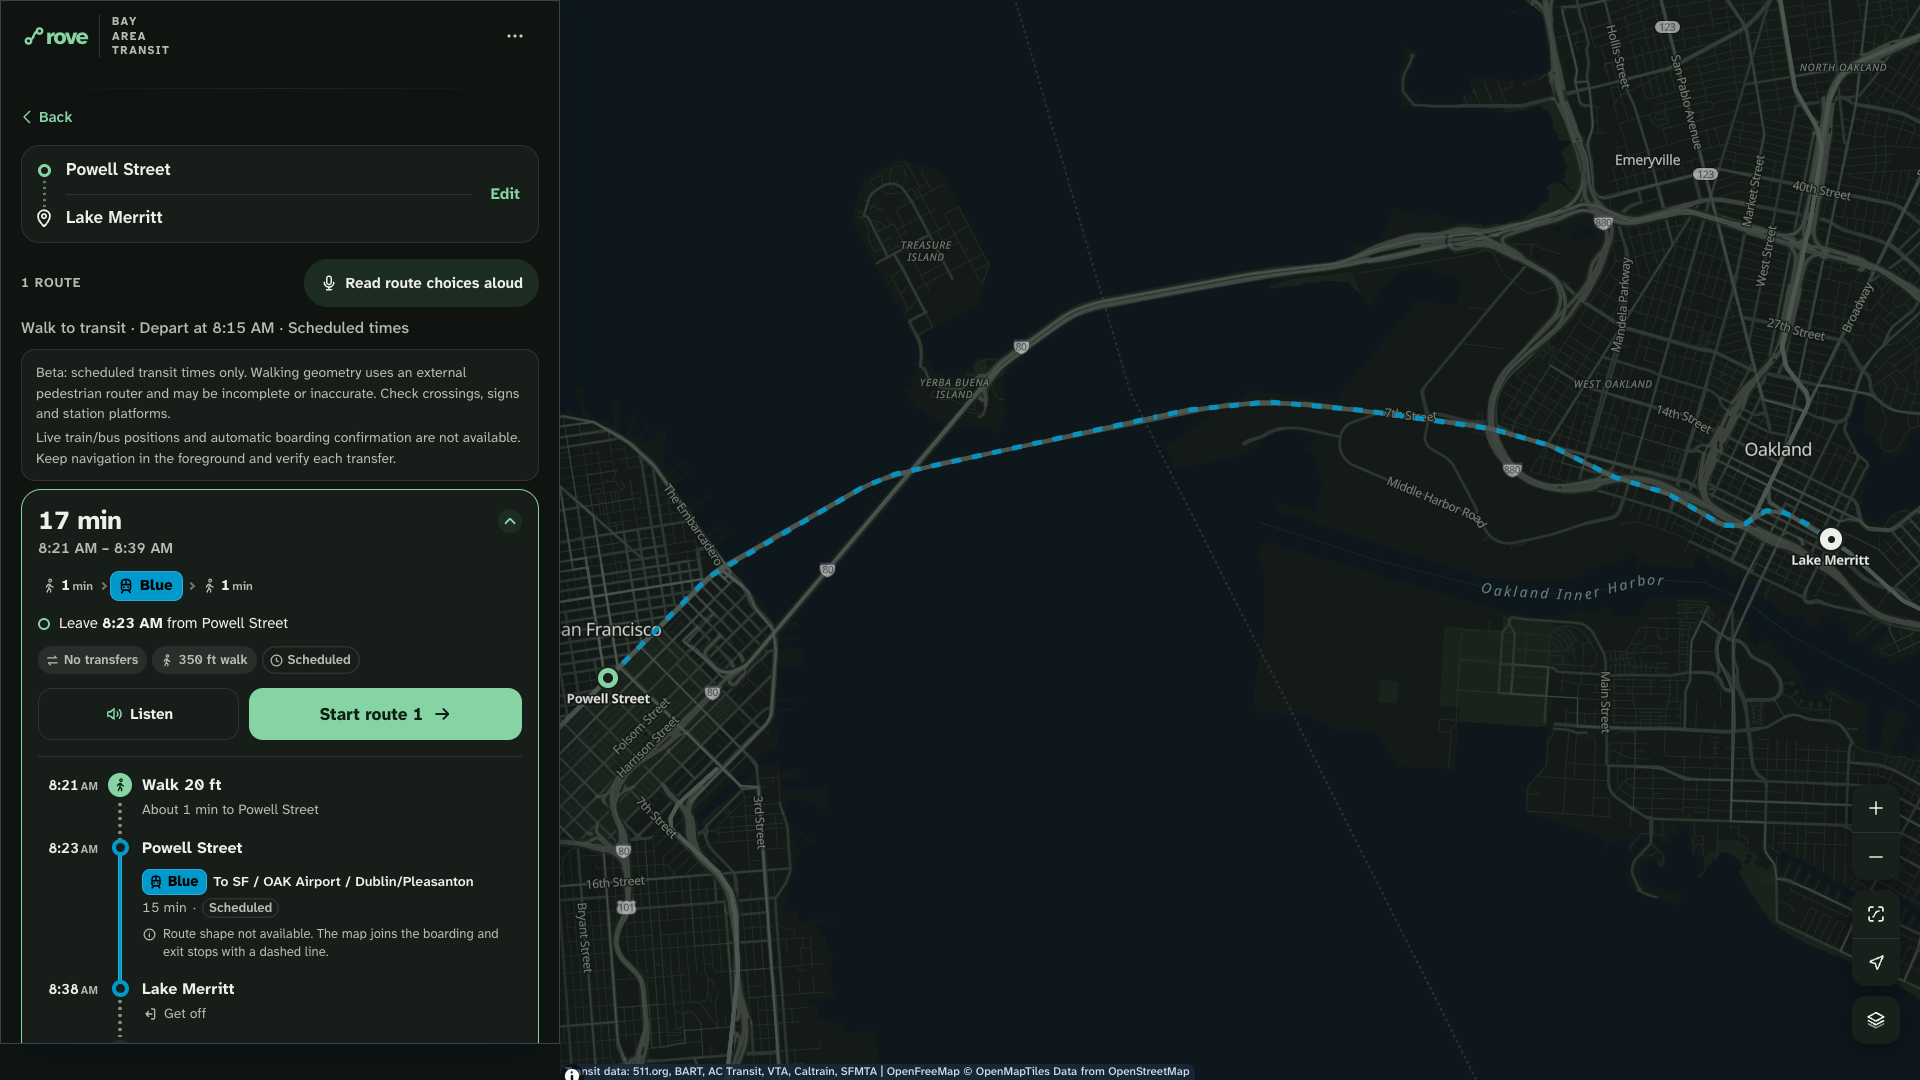 rove
BAY
AREA
TRANSIT
Back
Powell Street
Edit
Lake Merritt
1 ROUTE
Read route choices aloud
Walk to transit · Depart at 8:15 AM · Scheduled times
Beta: scheduled transit times only. Walking geometry uses an external
pedestrian router and may be incomplete or inaccurate. Check crossings, signs
and station platforms.
Live train/bus positions and automatic boarding confirmation are not available.
Keep navigation in the foreground and verify each transfer.
17 min
8:21 AM – 8:39 AM
1 min
Blue
1 min
Leave 8:23 AM from Powell Street
No transfers
350 ft walk
Scheduled
Listen
Start route 1
8:21 AM
Walk 20 ft
About 1 min to Powell Street
8:23 AM
Powell Street
Blue
To SF / OAK Airport / Dublin/Pleasanton
15 min · Scheduled
Route shape not available. The map joins the boarding and
exit stops with a dashed line.
8:38 AM
Lake Merritt
Get off
123
Hollis Street
San Pablo Avenue
NORTH OAKLAND
Emeryville
123
Market Street
40th Street
880
West Street
TREASURE
ISLAND
Mandela Parkway
Broadway
27th Street
80
YERBA BUENA
ISLAND
WEST OAKLAND
7th Street
14th Street
Oakland
880
Middle Harbor Road
The Embarcadero
Lake Merritt
80
Oakland Inner Harbor
an Francisco
Powell Street
80
Main Street
Folsom Street
Harrison Street
7th Street
3rd Street
80
16th Street
101
Bryant Street
nsit data: 511.org, BART, AC Transit, VTA, Caltrain, SFMTA | OpenFreeMap © OpenMapTiles Data from OpenStreetMap